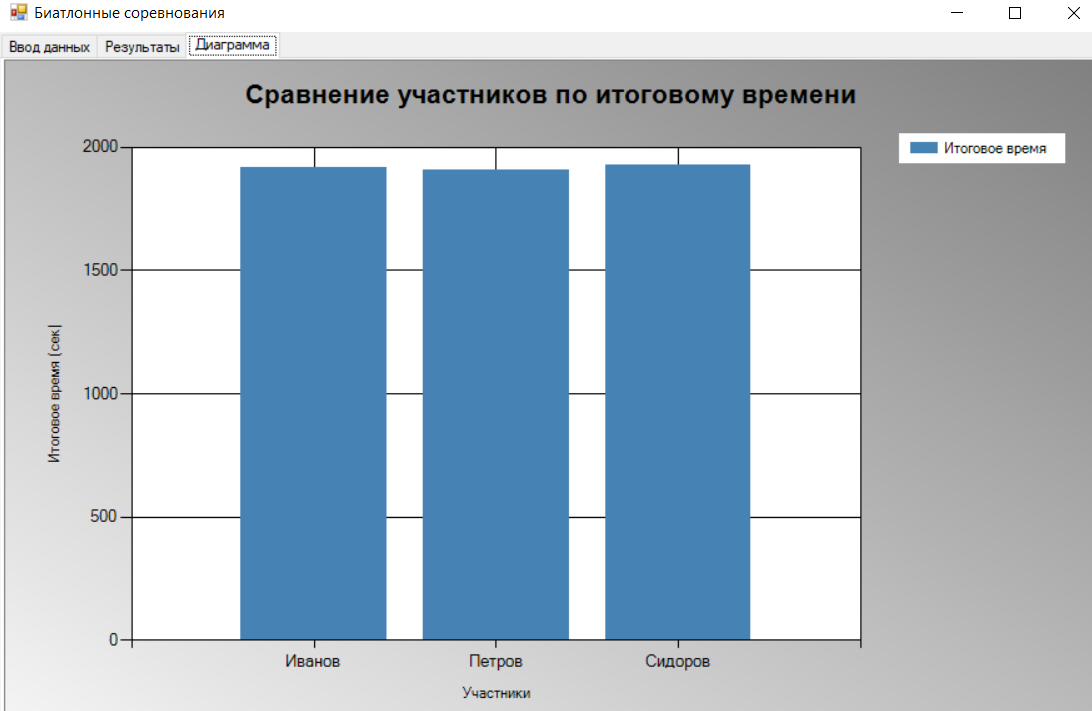 Биатлонные соревнования
Ввод данных Результаты Диаграмма
Сравнение участников по итоговому времени
Итоговое время
2000
1500
1000
500
0
Итоговое время (сек)
Иванов Петров Сидоров
Участники